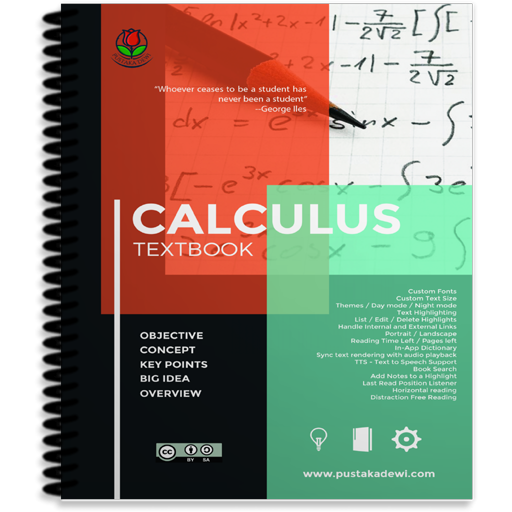 PUSTAKADEWI
"Whoever ceases to be a student has
never been a student"
--George Iles
CALCULUS
TEXTBOOK
OBJECTIVE
CONCEPT
KEY POINTS
BIG IDEA
OVERVIEW
Custom Fonts
Custom Text Size
Themes / Day mode / Night mode
Text Highlighting
List / Edit / Delete Highlights
Handle Internal and External Links
Portrait / Landscape
Reading Time Left / Pages left
In-App Dictionary
Sync text rendering with audio playback
TTS - Text to Speech Support
Book Search
Add Notes to a Highlight
Last Read Position Listener
Horizontal reading
Distraction Free Reading
cc BY SA
www.pustakadewi.com